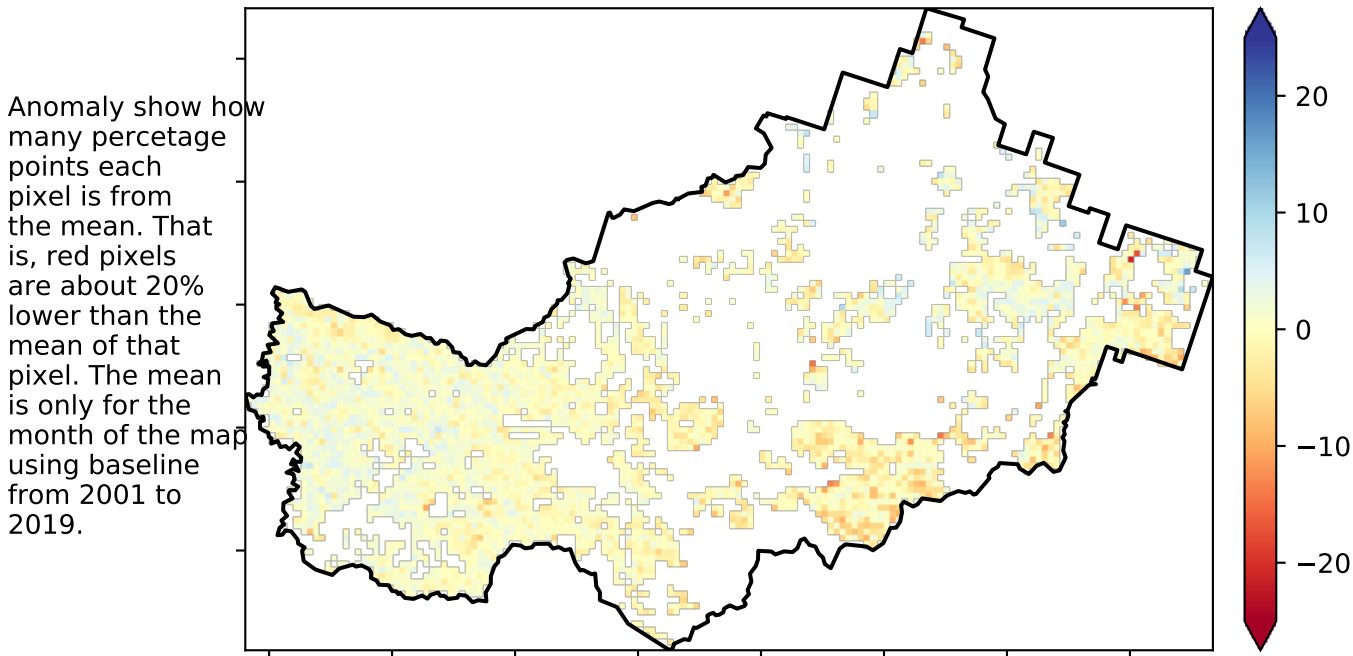 Anomaly show how
many percetage
points each
pixel is from
the mean. That
is, red pixels
are about 20%
lower than the
mean of that
pixel. The mean
is only for the
month of the map
using baseline
from 2001 to
2019.
20
10
0
−10
−20